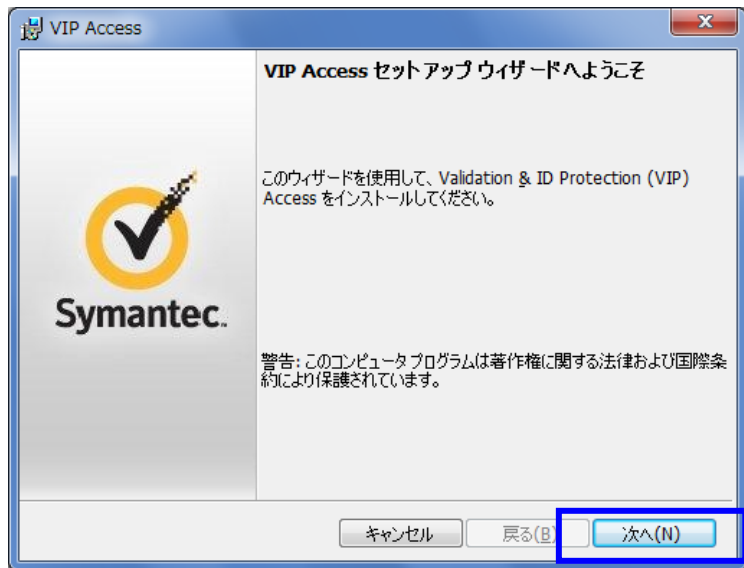 VIP Access
VIP Access セットアップ ウィザードへようこそ
このウィザードを使用して、Validation & ID Protection (VIP)
Access をインストールしてください。
Symantec.
警告: このコンピュータ プログラムは著作権に関する法律および国際条
約により保護されています。
キャンセル
戻る(B)
次へ(N)